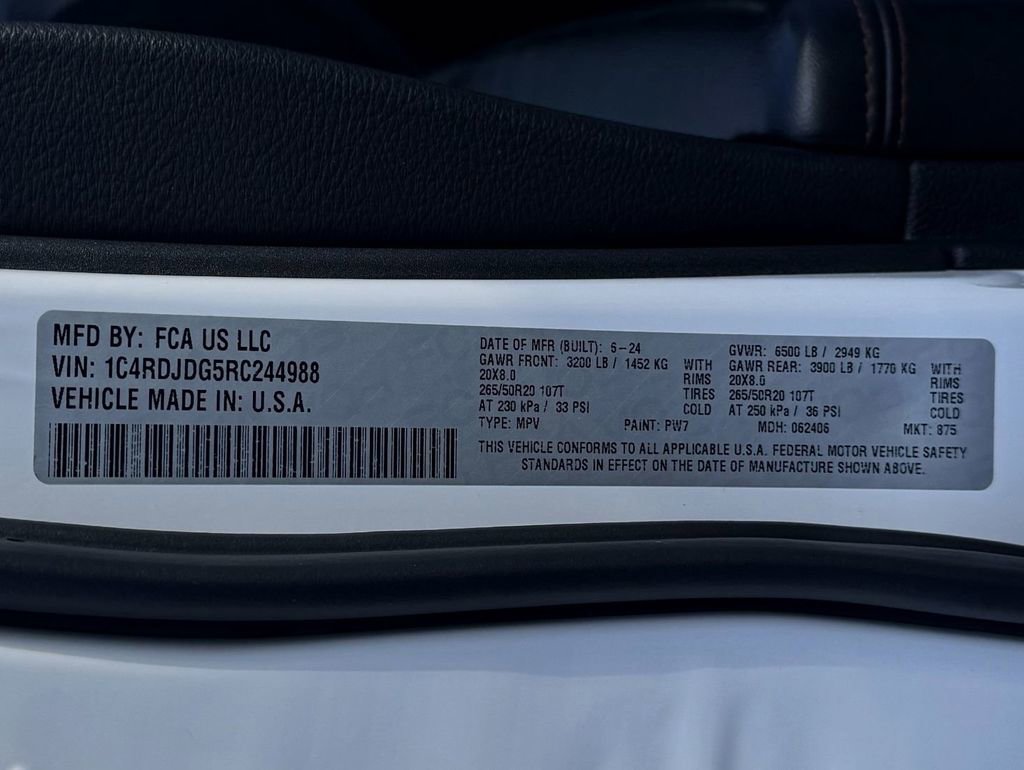 MFD BY: FCA US LLC
VIN: 1C4RDJDG5RC244988
VEHICLE MADE IN: U.S.A.
DATE OF MFR (BUILT): 6-24
GAWR FRONT: 3200 LB / 1452 KG WITH
20X8.0 RIMS
265/50R20 107T TIRES
AT 230 kPa / 33 PSI COLD
TYPE: MPV PAINT: PW7
GVWR: 6500 LB / 2949 KG
GAWR REAR: 3900 LB / 1770 KG WITH
20X8.0 RIMS
265/50R20 107T TIRES
AT 250 kPa / 36 PSI COLD
MDH: 062406 MKT: 875
THIS VEHICLE CONFORMS TO ALL APPLICABLE U.S.A. FEDERAL MOTOR VEHICLE SAFETY
STANDARDS IN EFFECT ON THE DATE OF MANUFACTURE SHOWN ABOVE.